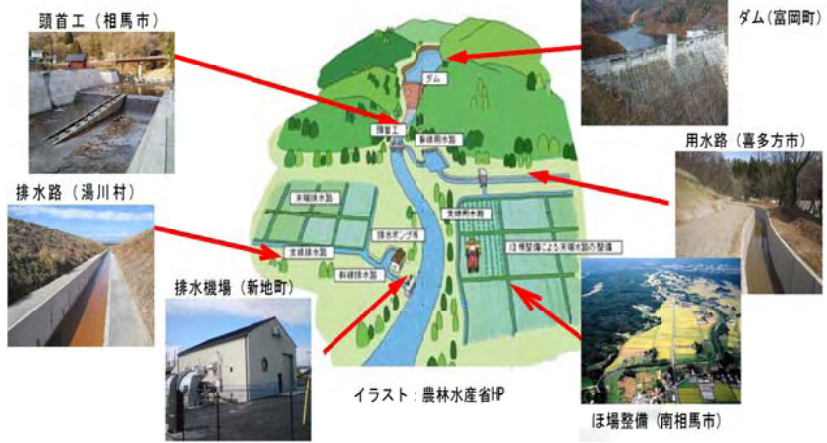 頭首工（相馬市）
ダム（富岡町）
ダム
頭首工
幹線用水路
用水路（喜多方市）
排水路（湯川村）
末端排水路
支線用水路
排水ポンプ場
ほ場整備による末端水路の整備
支線排水路
幹線排水路
排水機場（新地町）
イラスト：農林水産省HP
ほ場整備（南相馬市）